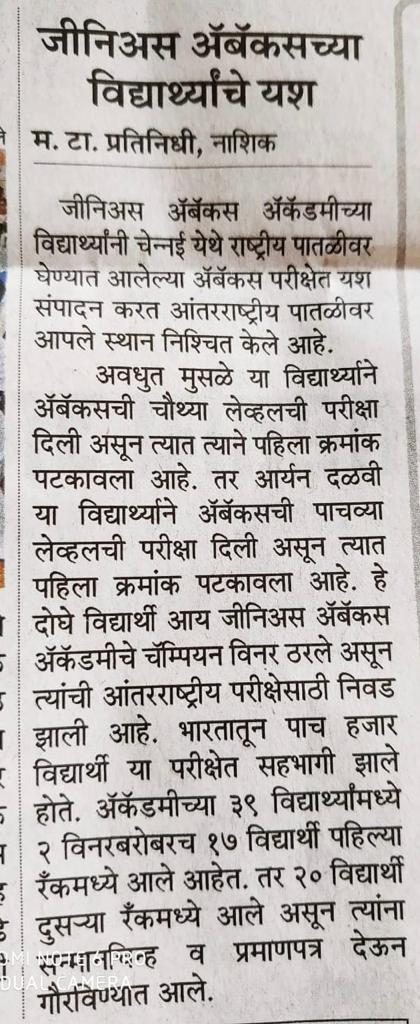 जीनिअस ॲबॅकसच्या
विद्यार्थ्यांचे यश
म. टा. प्रतिनिधी, नाशिक
जीनिअस ॲबॅकस ॲकॅडमीच्या
विद्यार्थ्यांनी चेन्नई येथे राष्ट्रीय पातळीवर
घेण्यात आलेल्या ॲबॅकस परीक्षेत यश
संपादन करत आंतरराष्ट्रीय पातळीवर
आपले स्थान निश्चित केले आहे.
अवधुत मुसळे या विद्यार्थ्याने
ॲबॅकसची चौथ्या लेव्हलची परीक्षा
दिली असून त्यात त्याने पहिला क्रमांक
पटकावला आहे. तर आर्यन दळवी
या विद्यार्थ्याने ॲबॅकसची पाचव्या
लेव्हलची परीक्षा दिली असून त्यात
पहिला क्रमांक पटकावला आहे. हे
दोघे विद्यार्थी आय जीनिअस ॲबॅकस
ॲकॅडमीचे चॅम्पियन विनर ठरले असून
त्यांची आंतरराष्ट्रीय परीक्षेसाठी निवड
झाली आहे. भारतातून पाच हजार
विद्यार्थी या परीक्षेत सहभागी झाले
होते. ॲकॅडमीच्या ३९ विद्यार्थ्यांमध्ये
२ विनरबरोबरच १७ विद्यार्थी पहिल्या
रँकमध्ये आले आहेत. तर २० विद्यार्थी
दुसऱ्या रँकमध्ये आले असून त्यांना
सन्मानचिन्ह व प्रमाणपत्र देऊन
गौरविण्यात आले.
MI NOTE 6 PRO
DUAL CAMERA